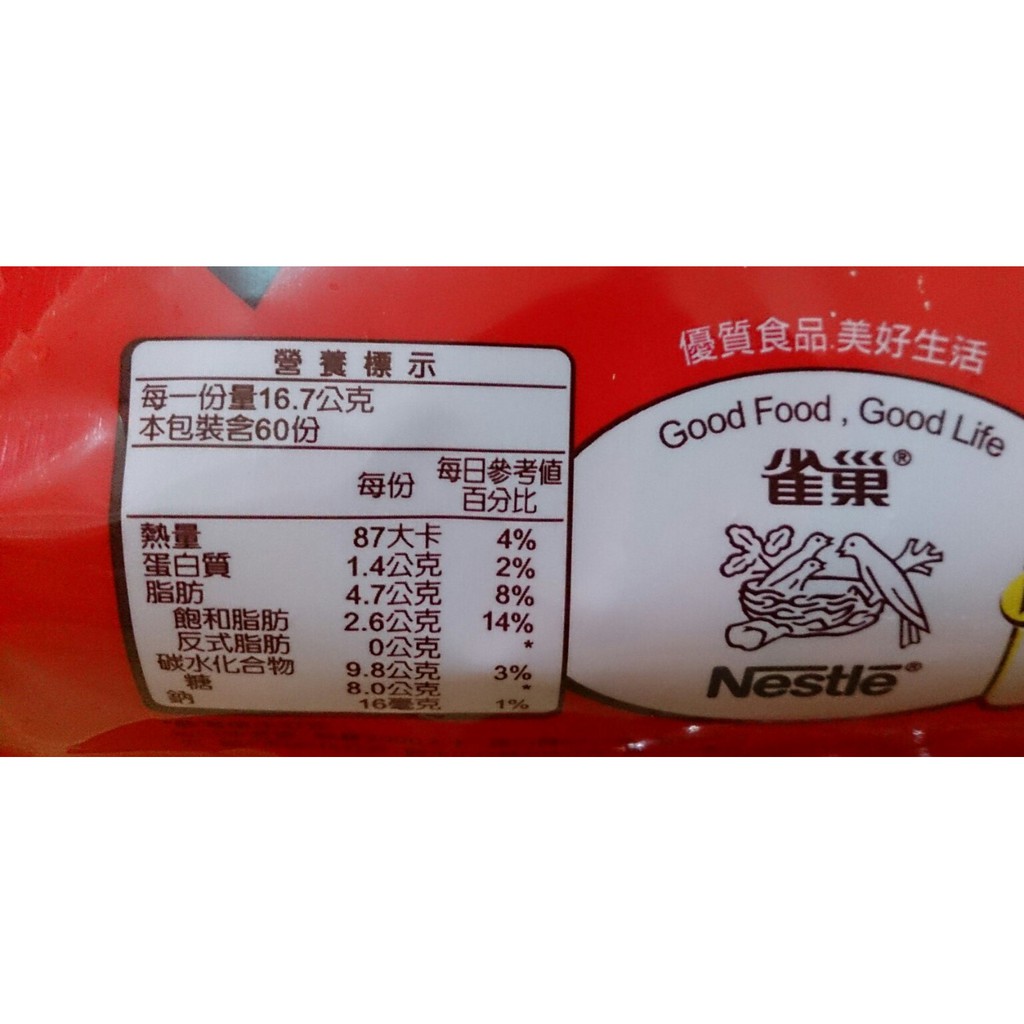 營養標示
每一份量16.7公克
本包裝含60份
每份 每日參考值百分比
熱量 87大卡 4%
蛋白質 1.4公克 2%
脂肪 4.7公克 8%
飽和脂肪 2.6公克 14%
反式脂肪 0公克 *
碳水化合物 9.8公克 3%
糖 8.0公克 *
鈉 16毫克 1%
優質食品.美好生活
Good Food , Good Life
雀巢®
Nestlē®